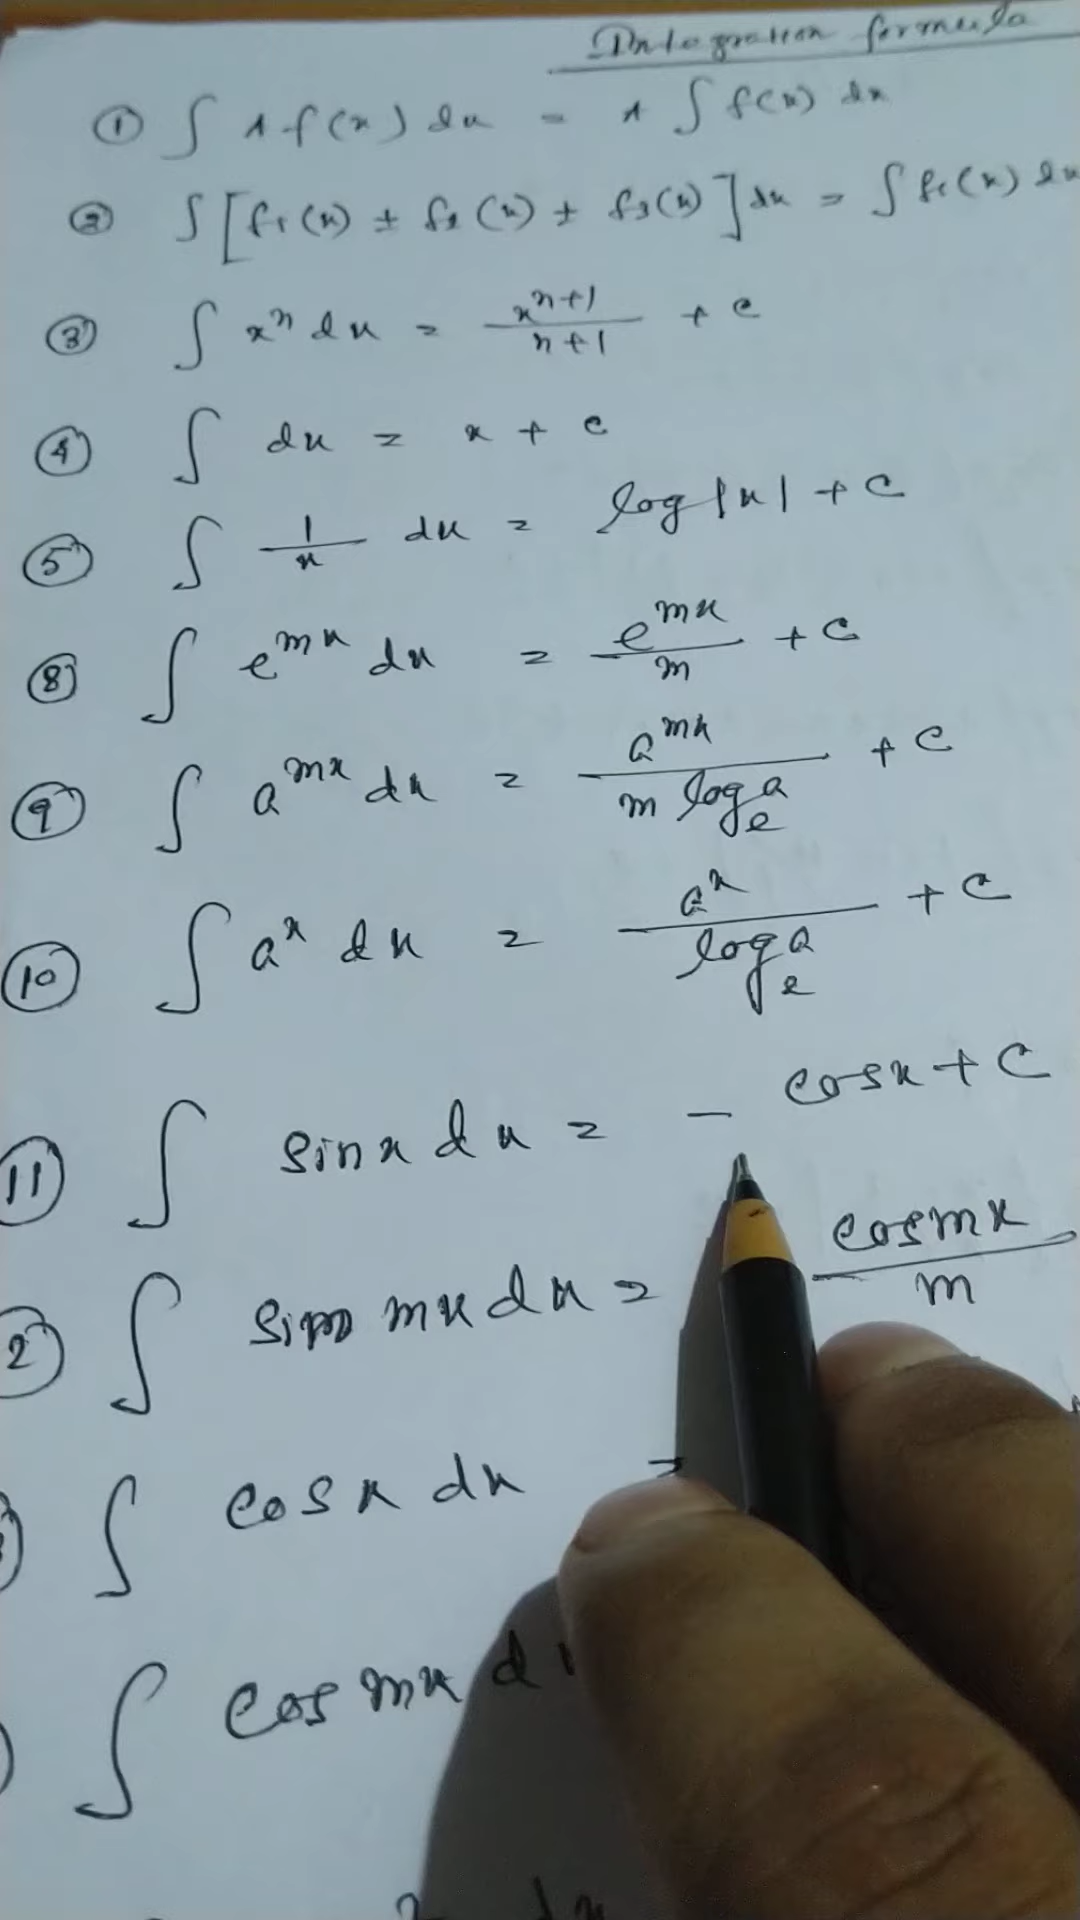 Integration formula
① ∫ A f(x) dx = A ∫ f(x) dx
② ∫ [f₁(x) ± f₂(x) ± f₃(x)] dx = ∫ f₁(x) dx
③ ∫ xⁿ dx = xⁿ⁺¹/n+1 + c
④ ∫ dx = x + c
⑤ ∫ 1/x dx = log |x| + c
⑧ ∫ e^mx dx = e^mx/m + c
⑨ ∫ a^mx dx = a^mx/m logₑa + c
⑩ ∫ aˣ dx = aˣ/logₑa + c
⑪ ∫ sin x dx = - cos x + c
2 ∫ sin mx dx = cos mx/m
∫ cos x dx =
∫ cos mx d